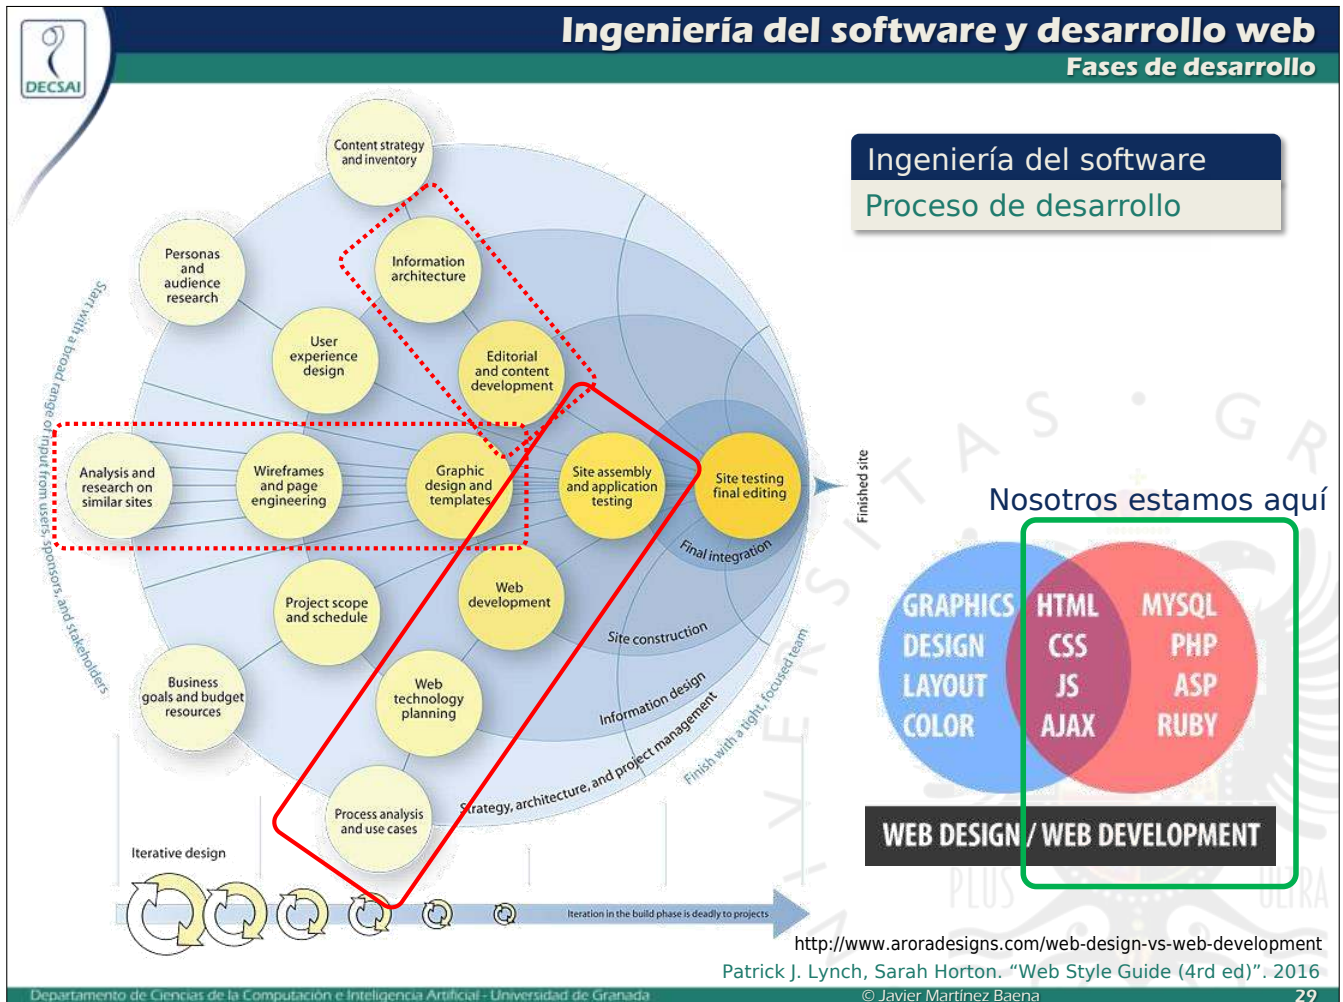 Ingeniería del software y desarrollo web
Fases de desarrollo
DECSAI
Ingeniería del software
Proceso de desarrollo
Content strategy
and inventory
Personas
and
audience
research
Information
architecture
User
experience
design
Editorial
and content
development
Start with a broad range of input from users, sponsors, and stakeholders
Analysis and
research on
similar sites
Wireframes
and page
engineering
Graphic
design and
templates
Site assembly
and application
testing
Site testing
final editing
Finished site
Final integration
Web
development
Project scope
and schedule
Site construction
Business
goals and budget
resources
Web
technology
planning
Information design
Strategy, architecture, and project management
Finish with a tight, focused team
Process analysis
and use cases
Iterative design
Iteration in the build phase is deadly to projects
Nosotros estamos aquí
GRAPHICS
DESIGN
LAYOUT
COLOR
HTML
CSS
JS
AJAX
MYSQL
PHP
ASP
RUBY
WEB DESIGN / WEB DEVELOPMENT
PLUS ULTRA
http://www.aroradesigns.com/web-design-vs-web-development
Patrick J. Lynch, Sarah Horton. “Web Style Guide (4rd ed)”. 2016
Departamento de Ciencias de la Computación e Inteligencia Artificial - Universidad de Granada
© Javier Martínez Baena
29